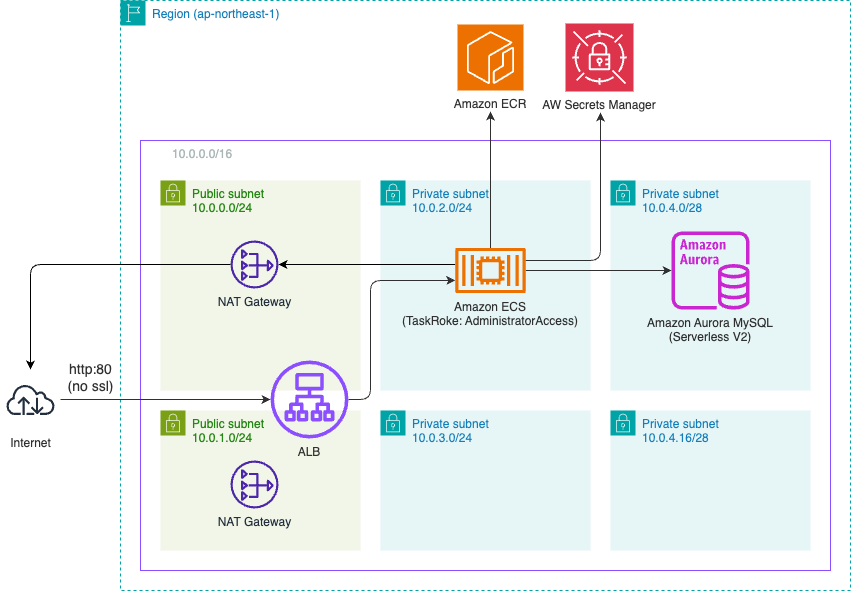 Region (ap-northeast-1)
Amazon ECR
AW Secrets Manager
10.0.0.0/16
Public subnet
10.0.0.0/24
NAT Gateway
Private subnet
10.0.2.0/24
Amazon ECS
(TaskRoke: AdministratorAccess)
Private subnet
10.0.4.0/28
Amazon
Aurora
Amazon Aurora MySQL
(Serverless V2)
http:80
(no ssl)
Internet
ALB
Public subnet
10.0.1.0/24
NAT Gateway
Private subnet
10.0.3.0/24
Private subnet
10.0.4.16/28